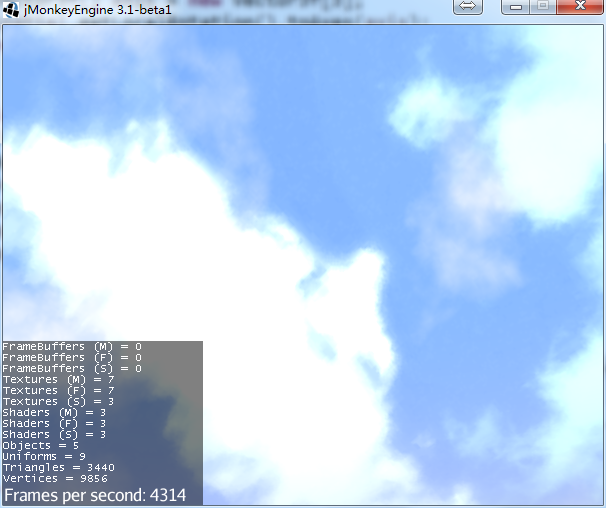 jMonkeyEngine 3.1-beta1
FrameBuffers (M) = 0
FrameBuffers (F) = 0
FrameBuffers (S) = 0
Textures (M) = 7
Textures (F) = 7
Textures (S) = 3
Shaders (M) = 3
Shaders (F) = 3
Shaders (S) = 3
Objects = 5
Uniforms = 9
Triangles = 3440
Vertices = 9856
Frames per second: 4314